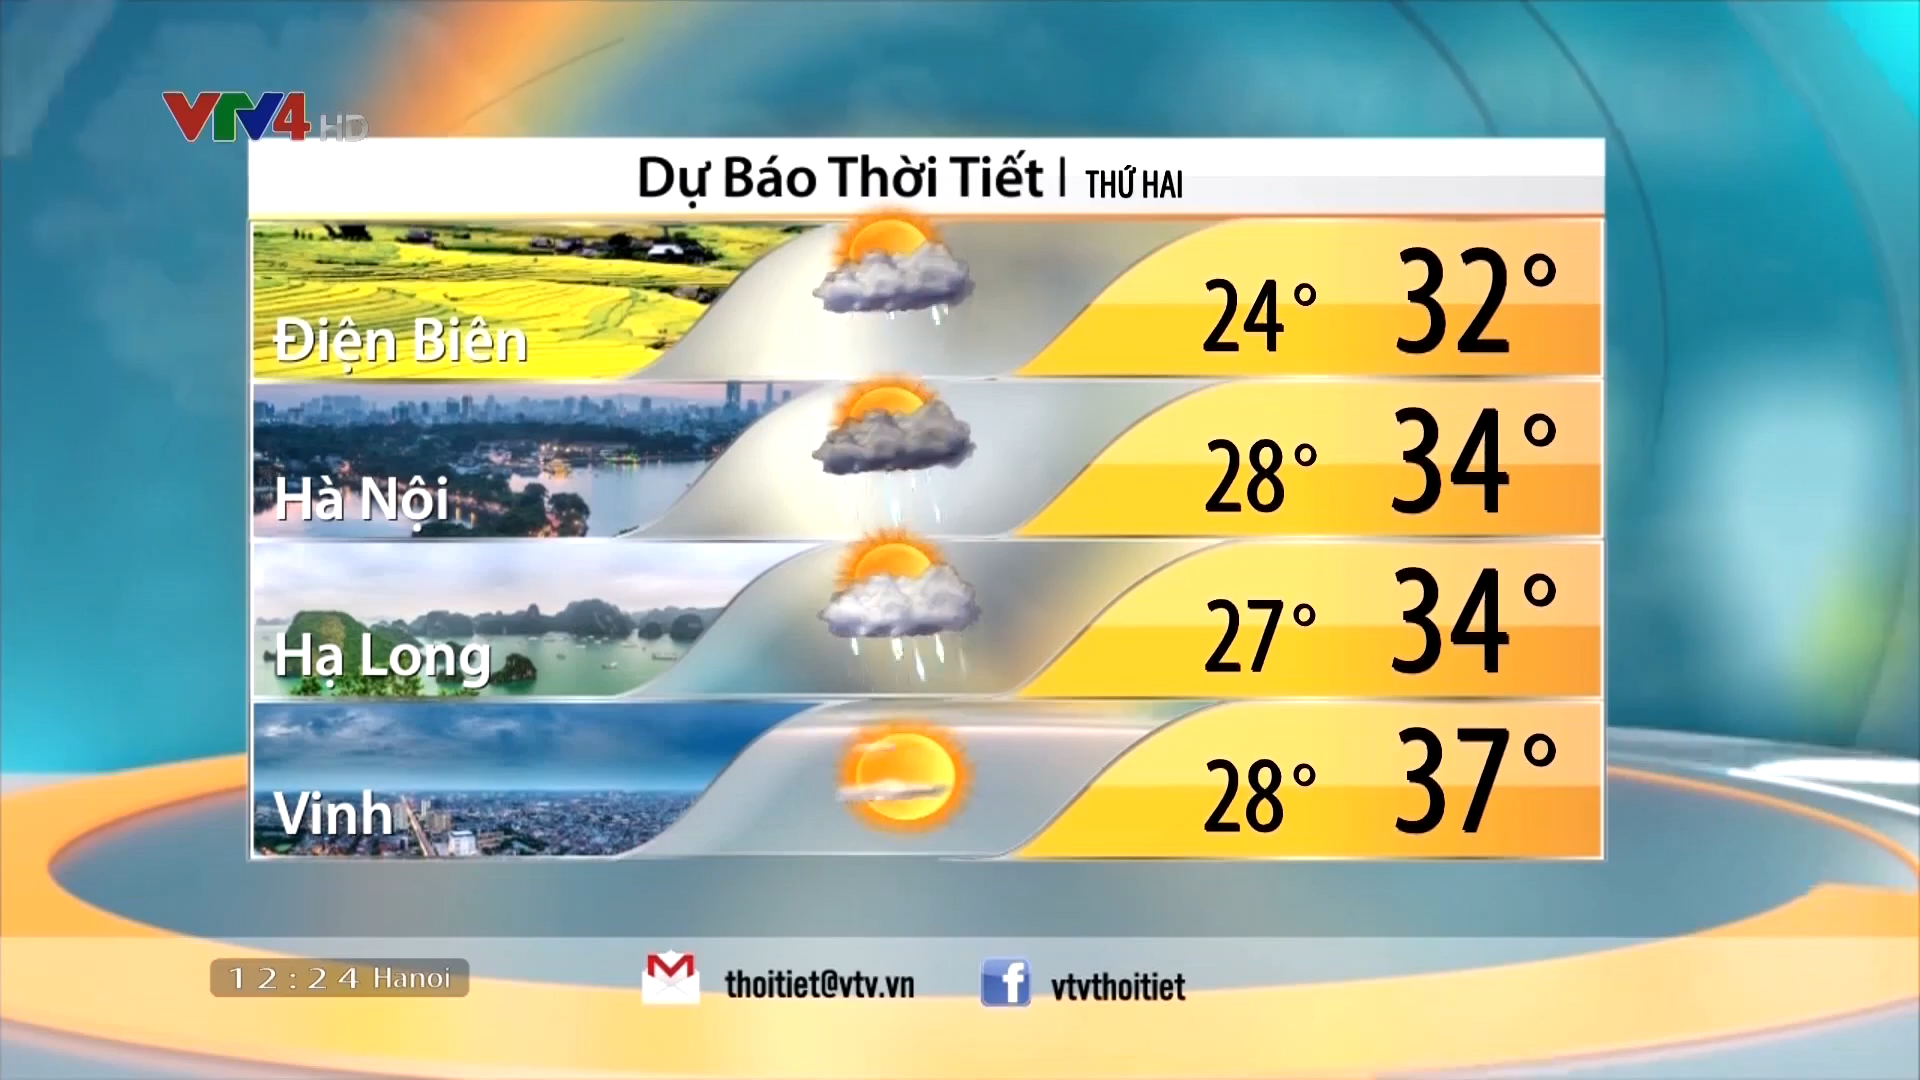 VTV4 HD
Dự Báo Thời Tiết | THỨ HAI
Điện Biên 24° 32°
Hà Nội 28° 34°
Hạ Long 27° 34°
Vinh 28° 37°
12:24 Hanoi thoitiet@vtv.vn f vtvthoitiet